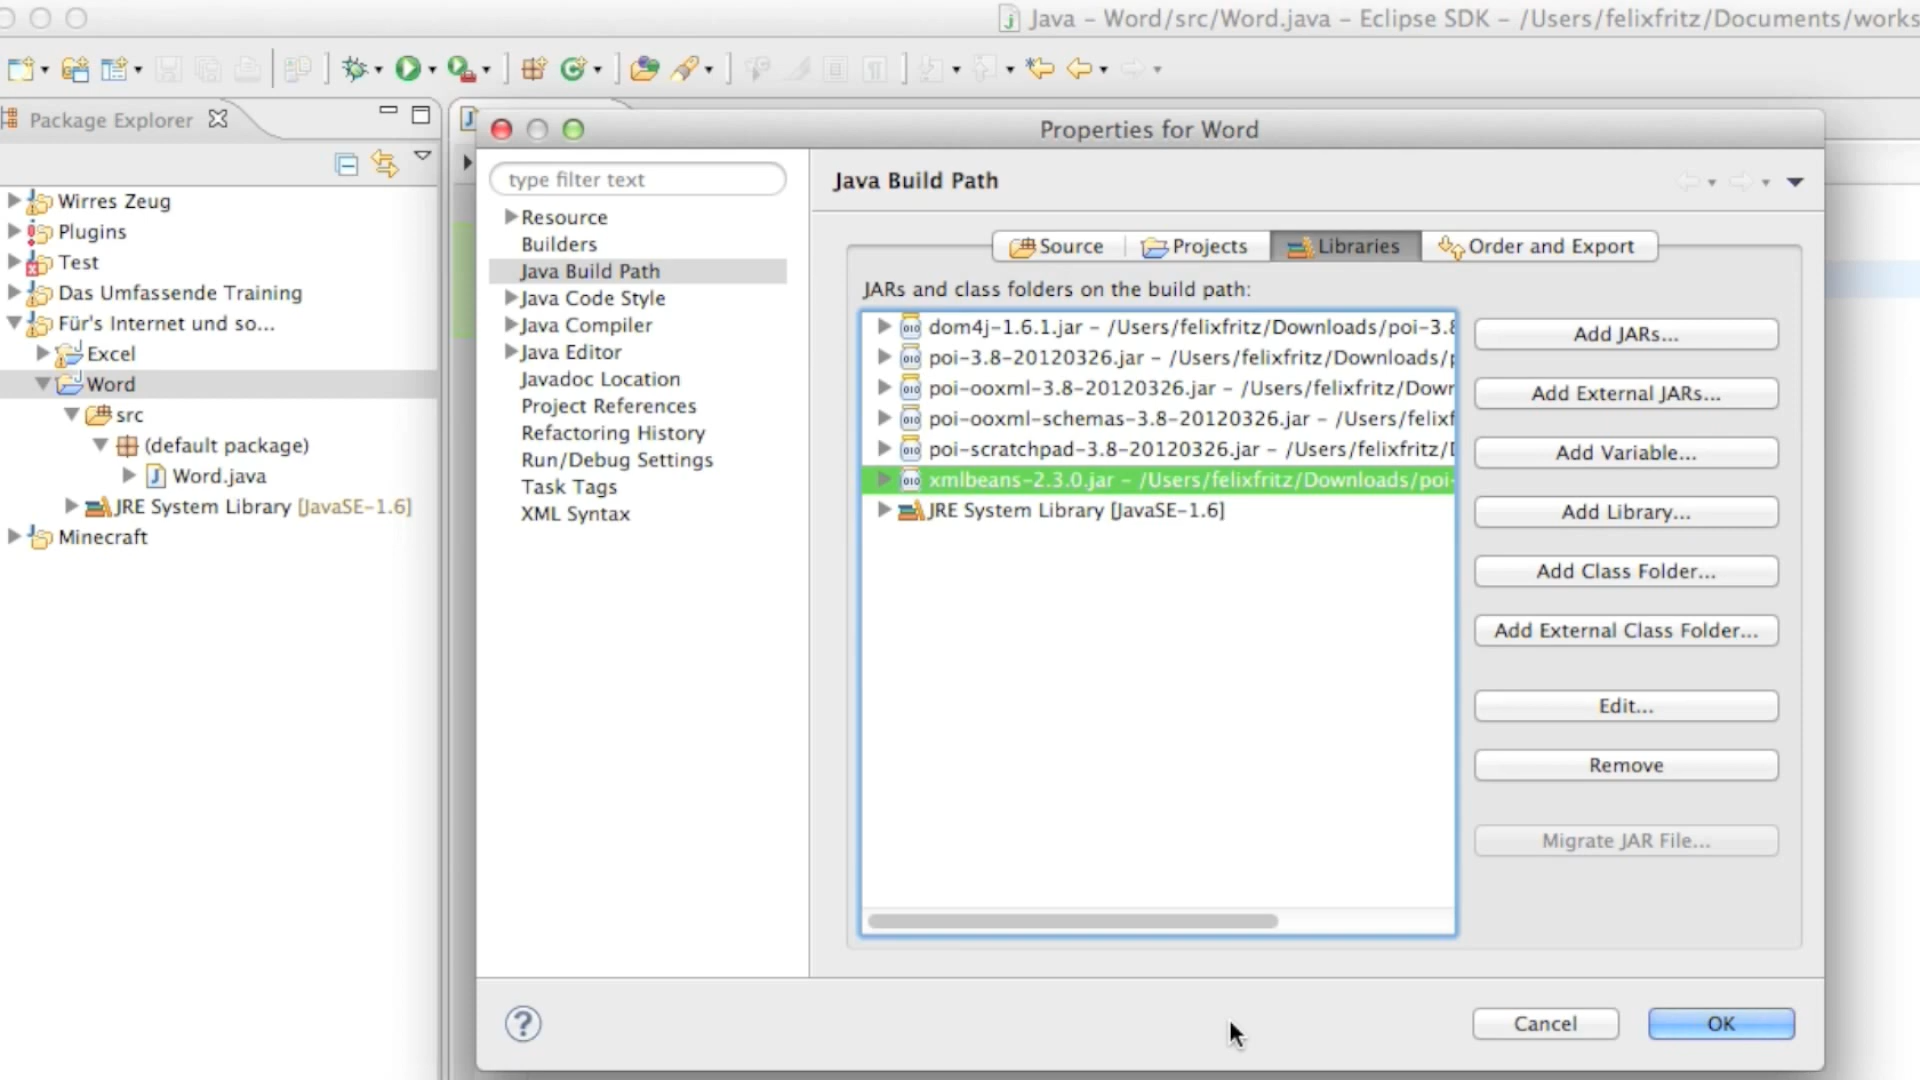 Java – Word/src/Word.java – Eclipse SDK – /Users/felixfritz/Documents/works
Package Explorer
Wirres Zeug
Plugins
Test
Das Umfassende Training
Für's Internet und so...
Excel
Word
src
(default package)
Word.java
JRE System Library [JavaSE-1.6]
Minecraft
Properties for Word
type filter text
Resource
Builders
Java Build Path
Java Code Style
Java Compiler
Java Editor
Javadoc Location
Project References
Refactoring History
Run/Debug Settings
Task Tags
XML Syntax
Java Build Path
Source
Projects
Libraries
Order and Export
JARs and class folders on the build path:
dom4j-1.6.1.jar – /Users/felixfritz/Downloads/poi-3.8
poi-3.8-20120326.jar – /Users/felixfritz/Downloads/p
poi-ooxml-3.8-20120326.jar – /Users/felixfritz/Down
poi-ooxml-schemas-3.8-20120326.jar – /Users/felixf
poi-scratchpad-3.8-20120326.jar – /Users/felixfritz/D
xmlbeans-2.3.0.jar – /Users/felixfritz/Downloads/poi-
JRE System Library [JavaSE-1.6]
Add JARs...
Add External JARs...
Add Variable...
Add Library...
Add Class Folder...
Add External Class Folder...
Edit...
Remove
Migrate JAR File...
Cancel
OK